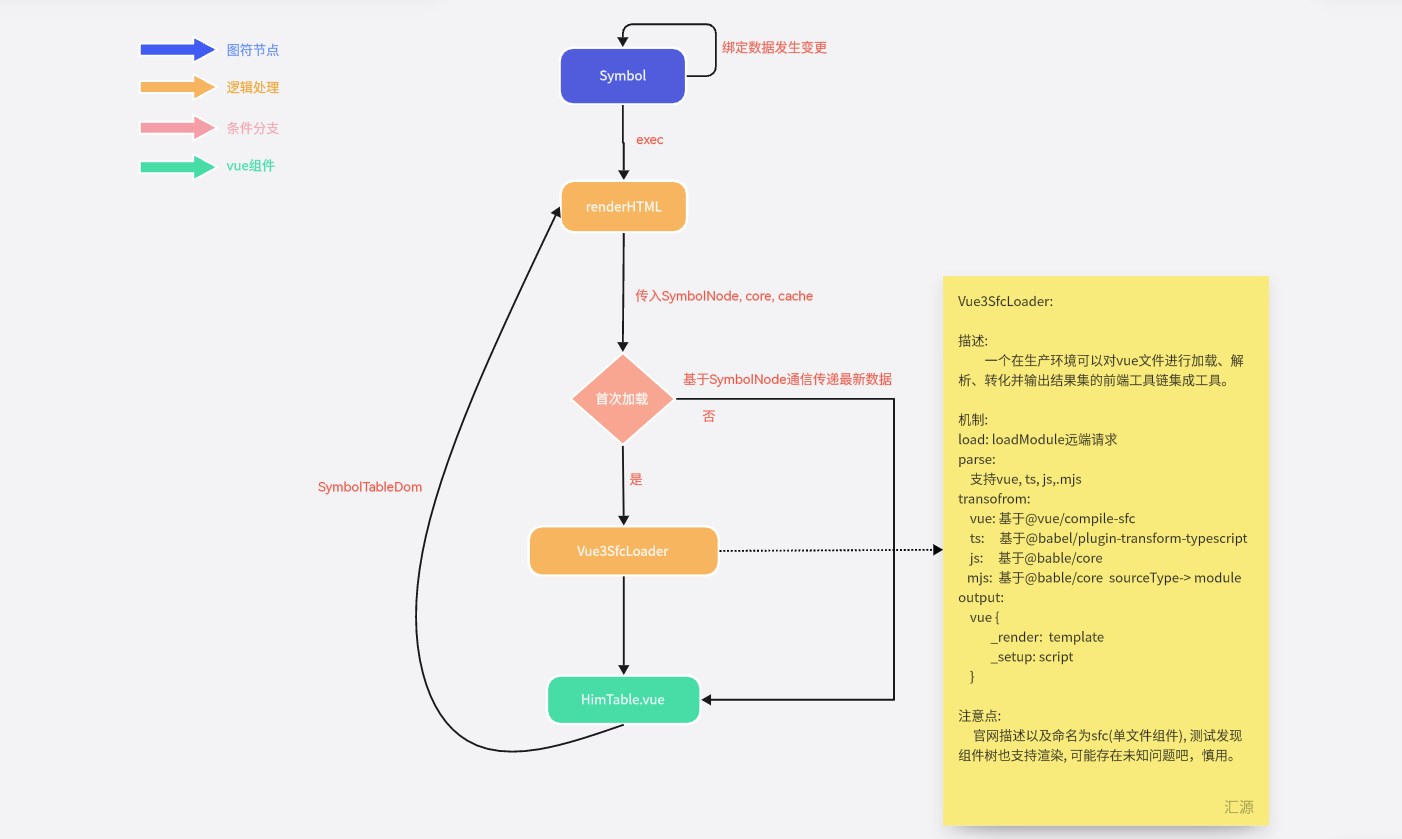 图符节点
逻辑处理
条件分支
vue组件
绑定数据发生变更
Symbol
exec
renderHTML
传入SymbolNode, core, cache
基于SymbolNode通信传递最新数据
首次加载
否
是
SymbolTableDom
Vue3SfcLoader
HimTable.vue
Vue3SfcLoader:
描述:
一个在生产环境可以对vue文件进行加载、解
析、转化并输出结果集的前端工具链集成工具。
机制:
load: loadModule远端请求
parse:
支持vue, ts, js,.mjs
transofrom:
vue: 基于@vue/compile-sfc
ts: 基于@babel/plugin-transform-typescript
js: 基于@bable/core
mjs: 基于@bable/core sourceType-> module
output:
vue {
_render: template
_setup: script
}
注意点:
官网描述以及命名为sfc(单文件组件), 测试发现
组件树也支持渲染, 可能存在未知问题吧，慎用。
汇源